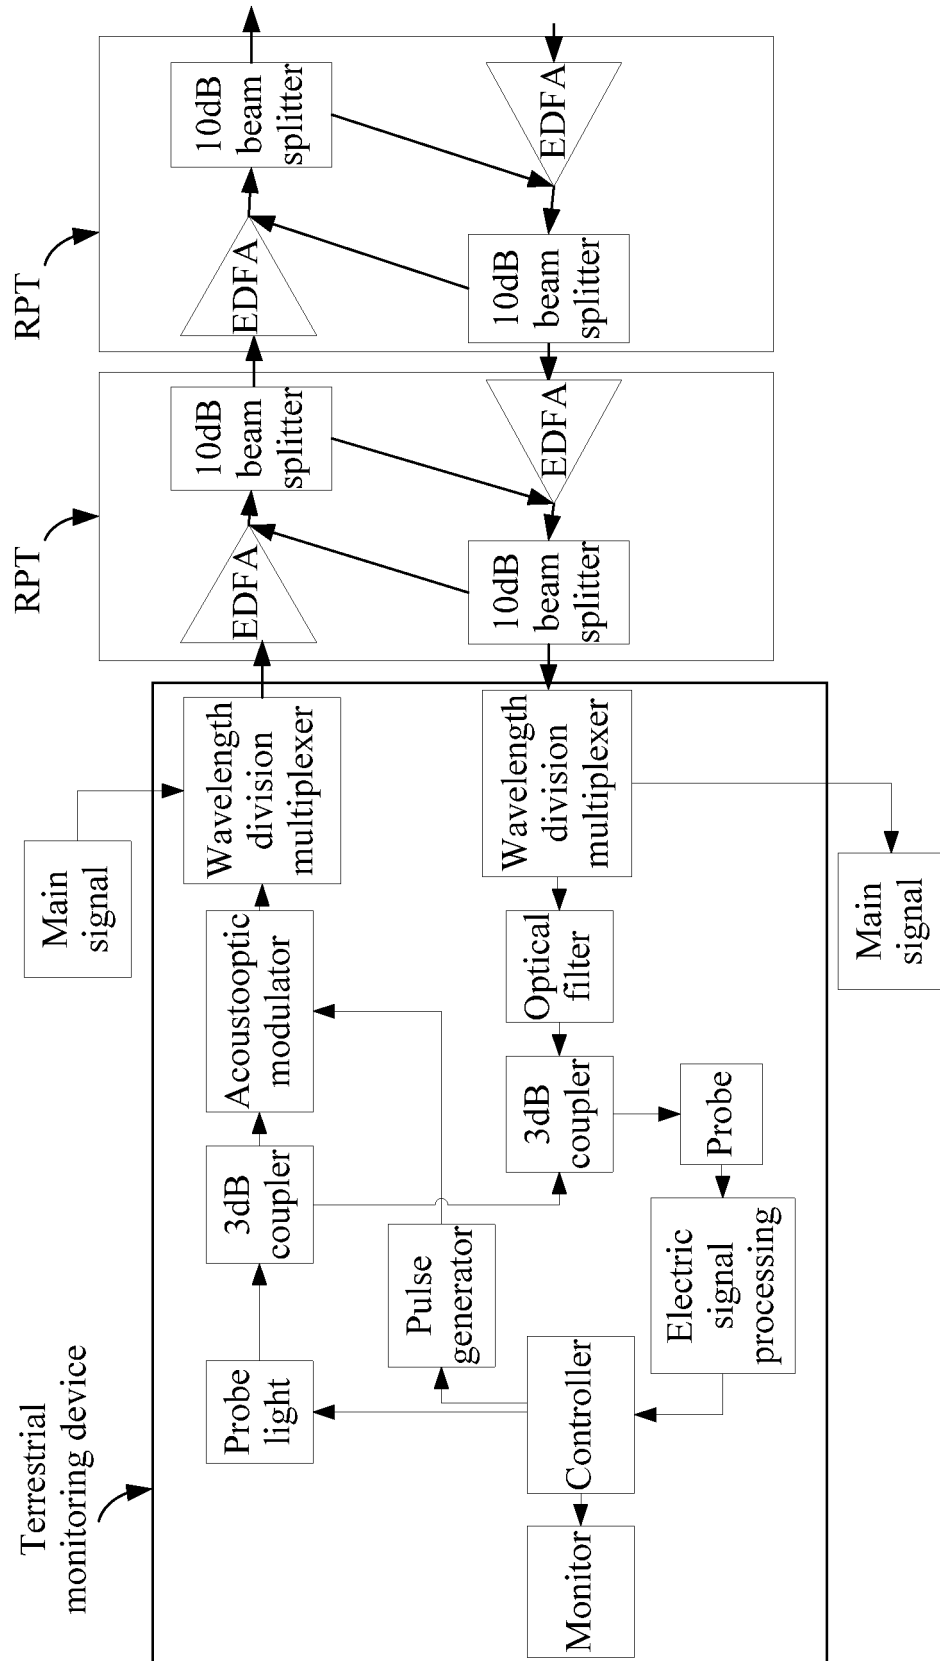 Terrestrial
monitoring device
RPT
RPT
Main
signal
Probe
light
3dB
coupler
Acoustooptic
modulator
Wavelength
division
multiplexer
EDFA
10dB
beam
splitter
EDFA
10dB
beam
splitter
Pulse
generator
Monitor
Controller
3dB
coupler
Optical
filter
Wavelength
division
multiplexer
10dB
beam
splitter
EDFA
10dB
beam
splitter
EDFA
Electric
signal
processing
Probe
Main
signal